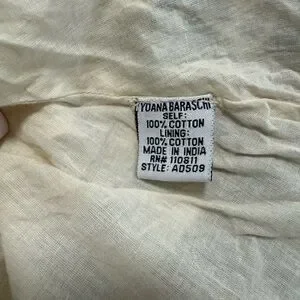 YOANA BARASCHI
SELF:
100% COTTON
LINING:
100% COTTON
MADE IN INDIA
RN# 110811
STYLE: AD509